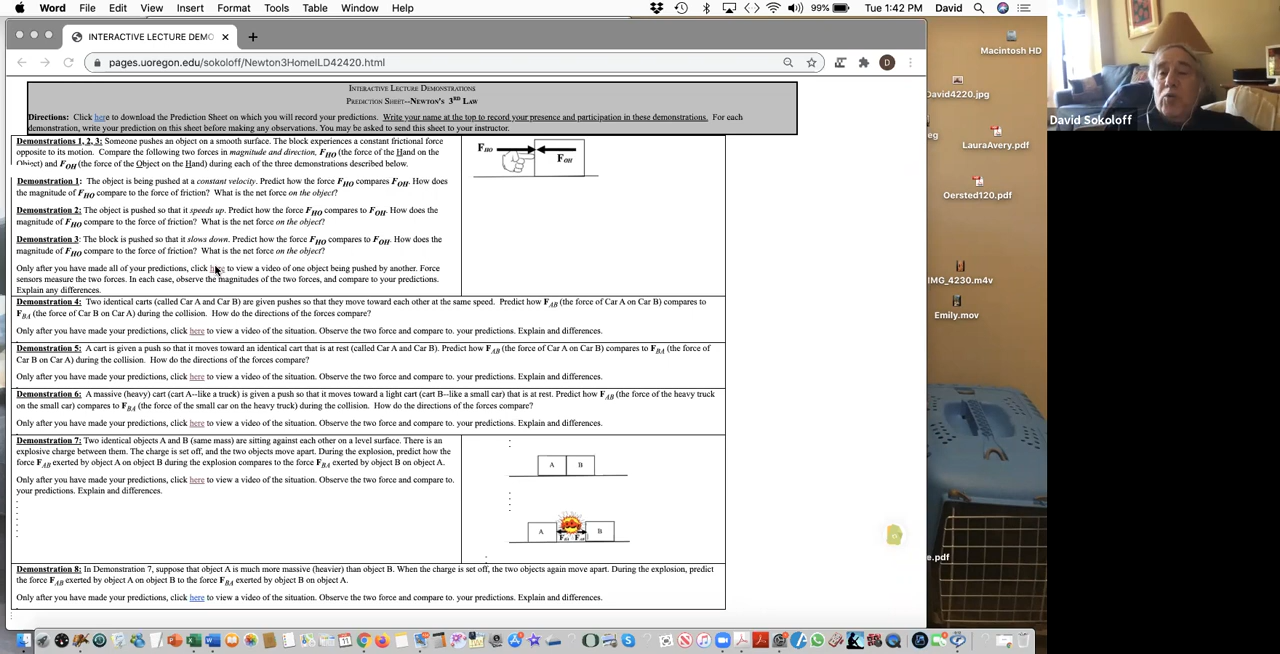 Word File Edit View Insert Format Tools Table Window Help 99% Tue 1:42 PM David
INTERACTIVE LECTURE DEMO
pages.uoregon.edu/sokoloff/Newton3HomeILD42420.html
D
INTERACTIVE LECTURE DEMONSTRATIONS
PREDICTION SHEET--NEWTON'S 3RD LAW
Directions: Click here to download the Prediction Sheet on which you will record your predictions. Write your name at the top to record your presence and participation in these demonstrations. For each
demonstration, write your prediction on this sheet before making any observations. You may be asked to send this sheet to your instructor.
Demonstrations 1, 2, 3: Someone pushes an object on a smooth surface. The block experiences a constant frictional force
opposite to its motion. Compare the following two forces in magnitude and direction, FHO (the force of the Hand on the
Object) and FOH (the force of the Object on the Hand) during each of the three demonstrations described below.
FHO
FOH
Demonstration 1: The object is being pushed at a constant velocity. Predict how the force FHO compares FOH. How does
the magnitude of FHO compare to the force of friction? What is the net force on the object?
Demonstration 2: The object is pushed so that it speeds up. Predict how the force FHO compares to FOH. How does the
magnitude of FHO compare to the force of friction? What is the net force on the object?
Demonstration 3: The block is pushed so that it slows down. Predict how the force FHO compares to FOH. How does the
magnitude of FHO compare to the force of friction? What is the net force on the object?
Only after you have made all of your predictions, click here to view a video of one object being pushed by another. Force
sensors measure the two forces. In each case, observe the magnitudes of the two forces, and compare to your predictions.
Explain any differences.
Demonstration 4: Two identical carts (called Car A and Car B) are given pushes so that they move toward each other at the same speed. Predict how FAB (the force of Car A on Car B) compares to
FBA (the force of Car B on Car A) during the collision. How do the directions of the forces compare?
Only after you have made your predictions, click here to view a video of the situation. Observe the two force and compare to. your predictions. Explain and differences.
Demonstration 5: A cart is given a push so that it moves toward an identical cart that is at rest (called Car A and Car B). Predict how FAB (the force of Car A on Car B) compares to FBA (the force of
Car B on Car A) during the collision. How do the directions of the forces compare?
Only after you have made your predictions, click here to view a video of the situation. Observe the two force and compare to. your predictions. Explain and differences.
Demonstration 6: A massive (heavy) cart (cart A--like a truck) is given a push so that it moves toward a light cart (cart B--like a small car) that is at rest. Predict how FAB (the force of the heavy truck
on the small car) compares to FBA (the force of the small car on the heavy truck) during the collision. How do the directions of the forces compare?
Only after you have made your predictions, click here to view a video of the situation. Observe the two force and compare to. your predictions. Explain and differences.
Demonstration 7: Two identical objects A and B (same mass) are sitting against each other on a level surface. There is an
explosive charge between them. The charge is set off, and the two objects move apart. During the explosion, predict how the
force FAB exerted by object A on object B during the explosion compares to the force FBA exerted by object B on object A.
Only after you have made your predictions, click here to view a video of the situation. Observe the two force and compare to.
your predictions. Explain and differences.
A B
A B
Demonstration 8: In Demonstration 7, suppose that object A is much more massive (heavier) than object B. When the charge is set off, the two objects again move apart. During the explosion, predict
the force FAB exerted by object A on object B to the force FBA exerted by object B on object A.
Only after you have made your predictions, click here to view a video of the situation. Observe the two force and compare to. your predictions. Explain and differences.
Macintosh HD
David4220.jpg
eg
LauraAvery.pdf
Oersted120.pdf
IMG_4230.m4v
Emily.mov
e.pdf
David Sokoloff